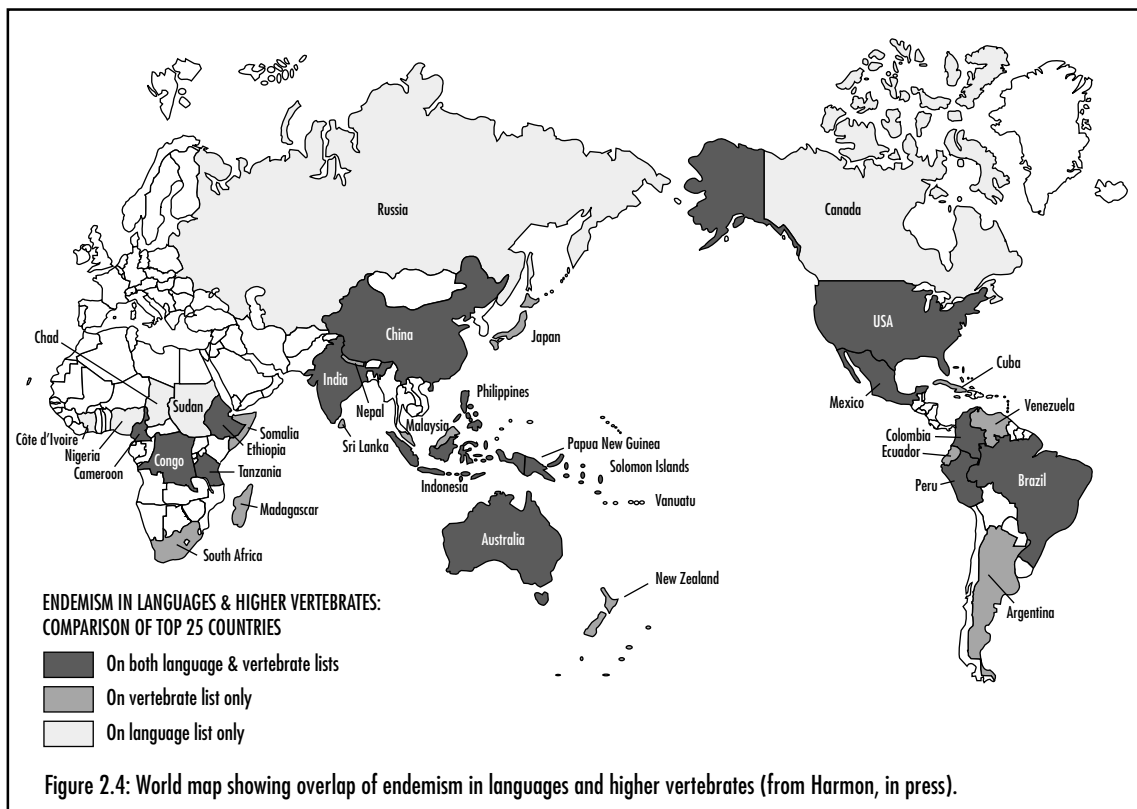 Russia
Canada
China
Japan
USA
Chad
Cuba
India
Philippines
Mexico
Venezuela
Nepal
Sudan
Malaysia
Somalia
Colombia
Côte d’Ivoire
Ethiopia
Sri Lanka
Papua New Guinea
Ecuador
Nigeria
Congo
Solomon Islands
Cameroon
Tanzania
Indonesia
Peru
Brazil
Vanuatu
Madagascar
Australia
South Africa
New Zealand
Argentina
ENDEMISM IN LANGUAGES & HIGHER VERTEBRATES:
COMPARISON OF TOP 25 COUNTRIES
On both language & vertebrate lists
On vertebrate list only
On language list only
Figure 2.4: World map showing overlap of endemism in languages and higher vertebrates (from Harmon, in press).